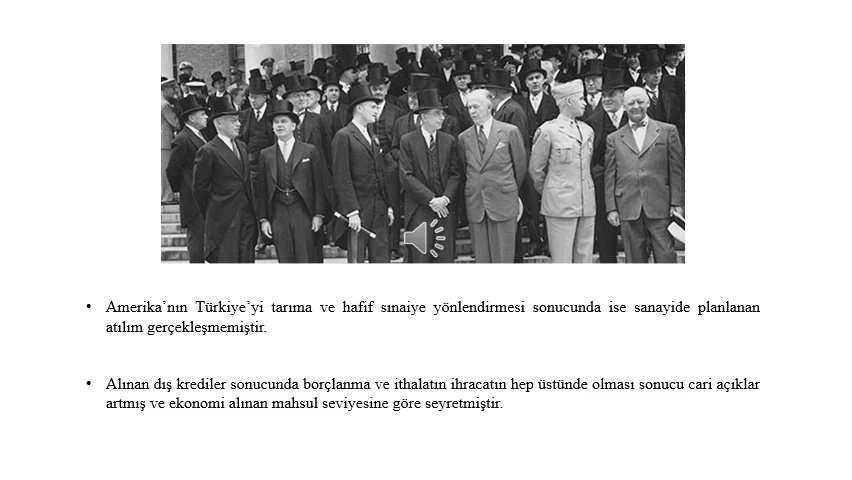 • Amerika’nın Türkiye’yi tarıma ve hafif sınaiye yönlendirmesi sonucunda ise sanayide planlanan
atılım gerçekleşmemiştir.
• Alınan dış krediler sonucunda borçlanma ve ithalatın ihracatın hep üstünde olması sonucu cari açıklar
artmış ve ekonomi alınan mahsul seviyesine göre seyretmiştir.